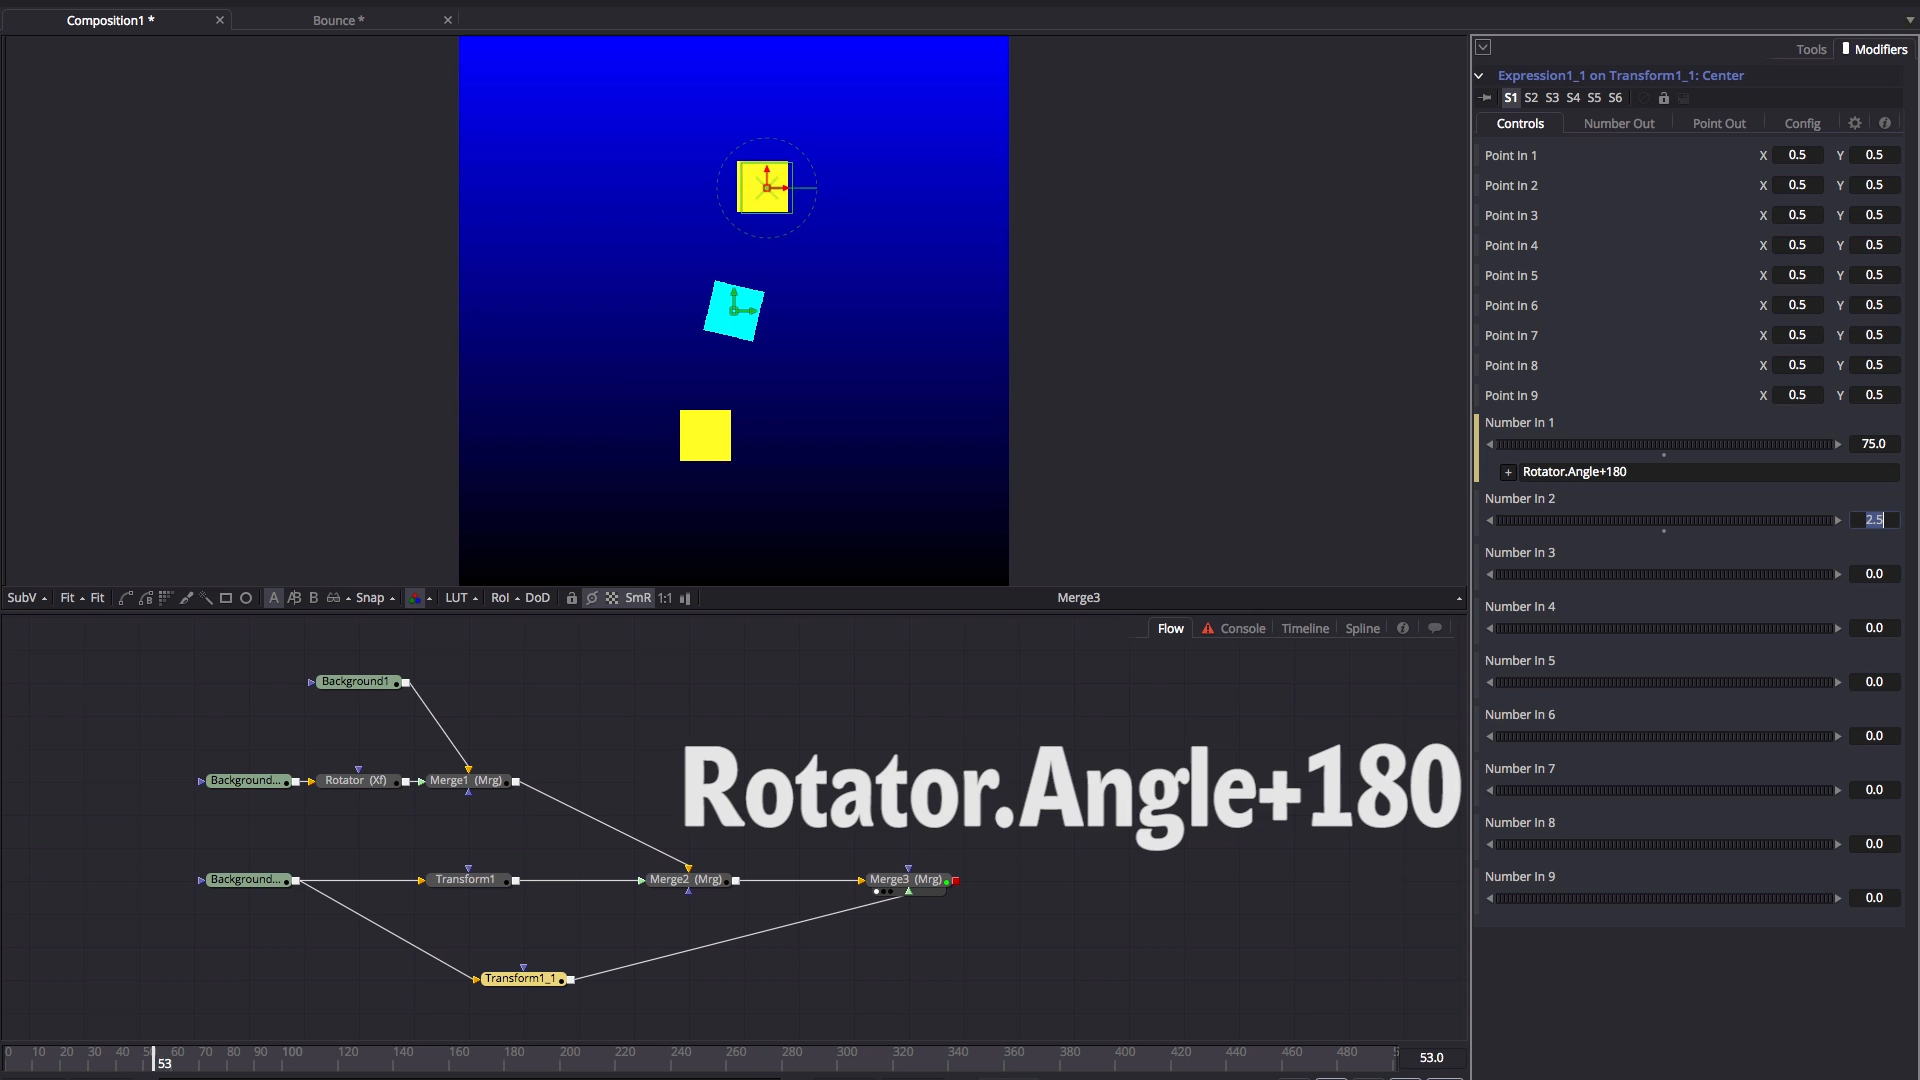 Composition1 *
Bounce *
Tools Modifiers
Expression1_1 on Transform1_1: Center
S1 S2 S3 S4 S5 S6
Controls Number Out Point Out Config
Point In 1 X 0.5 Y 0.5
Point In 2 X 0.5 Y 0.5
Point In 3 X 0.5 Y 0.5
Point In 4 X 0.5 Y 0.5
Point In 5 X 0.5 Y 0.5
Point In 6 X 0.5 Y 0.5
Point In 7 X 0.5 Y 0.5
Point In 8 X 0.5 Y 0.5
Point In 9 X 0.5 Y 0.5
Number In 1
75.0
+ Rotator.Angle+180
Number In 2
2.5
Number In 3
0.0
Number In 4
0.0
Number In 5
0.0
Number In 6
0.0
Number In 7
0.0
Number In 8
0.0
Number In 9
0.0
SubV Fit Fit A B Snap LUT RoI DoD SmR 1:1 Merge3
Flow Console Timeline Spline
Background1
Background... Rotator (Xf) Merge1 (Mrg)
Rotator.Angle+180
Background... Transform1 Merge2 (Mrg) Merge3 (Mrg)
Transform1_1
0 10 20 30 40 60 70 80 90 100 120 140 160 180 200 220 240 260 280 300 320 340 360 380 400 420 440 460 480
53
53.0